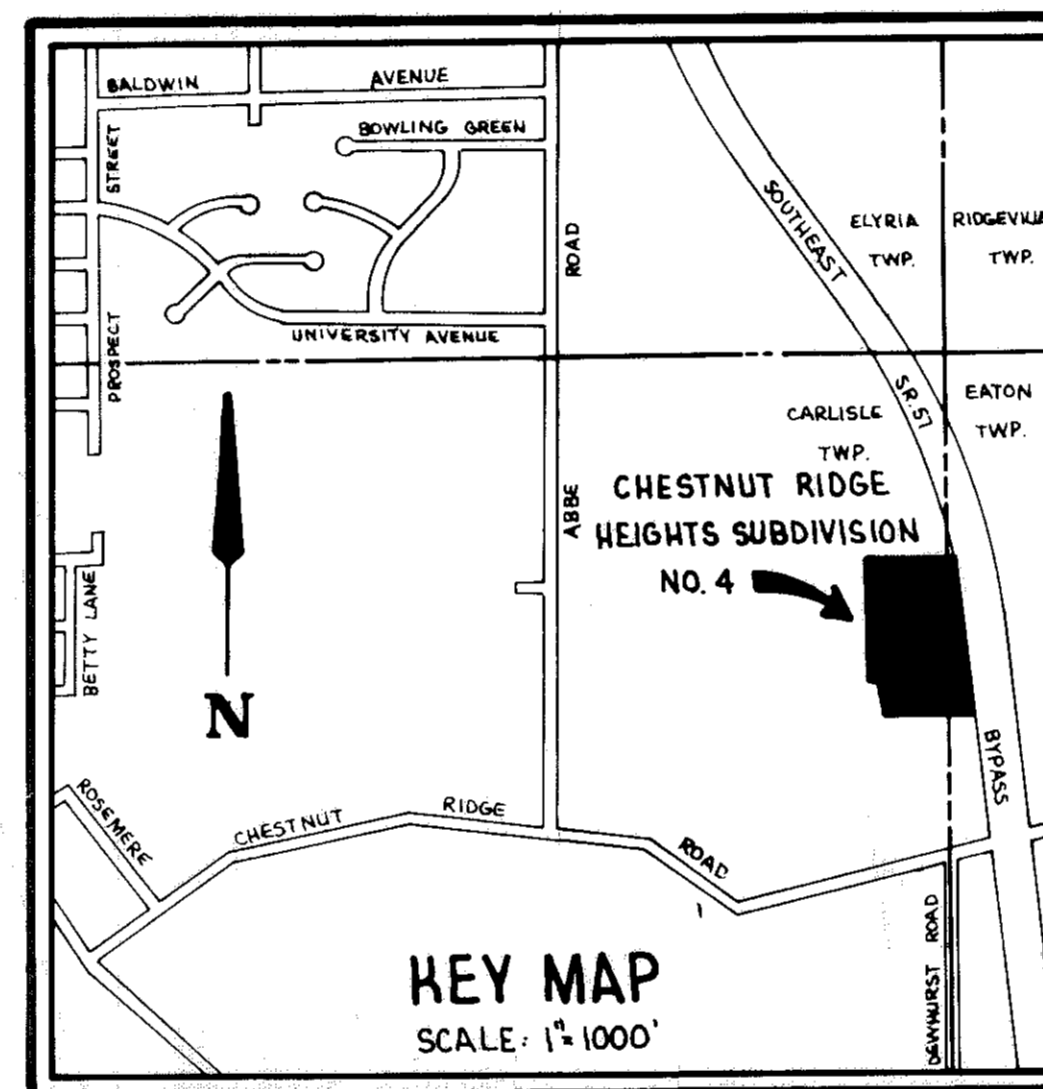 BALDWIN AVENUE
BOWLING GREEN
STREET
PROSPECT
UNIVERSITY AVENUE
ROAD
ABBE
SOUTHEAST
SR. 57
BYPASS
ELYRIA
TWP.
TWP.
CARLISLE
TWP.
EATON
TWP.
CHESTNUT RIDGE
HEIGHTS SUBDIVISION
NO. 4
BETTY LANE
N
ROSEMERE
CHESTNUT RIDGE ROAD
DEWHURST ROAD
KEY MAP
SCALE: 1"=1000'